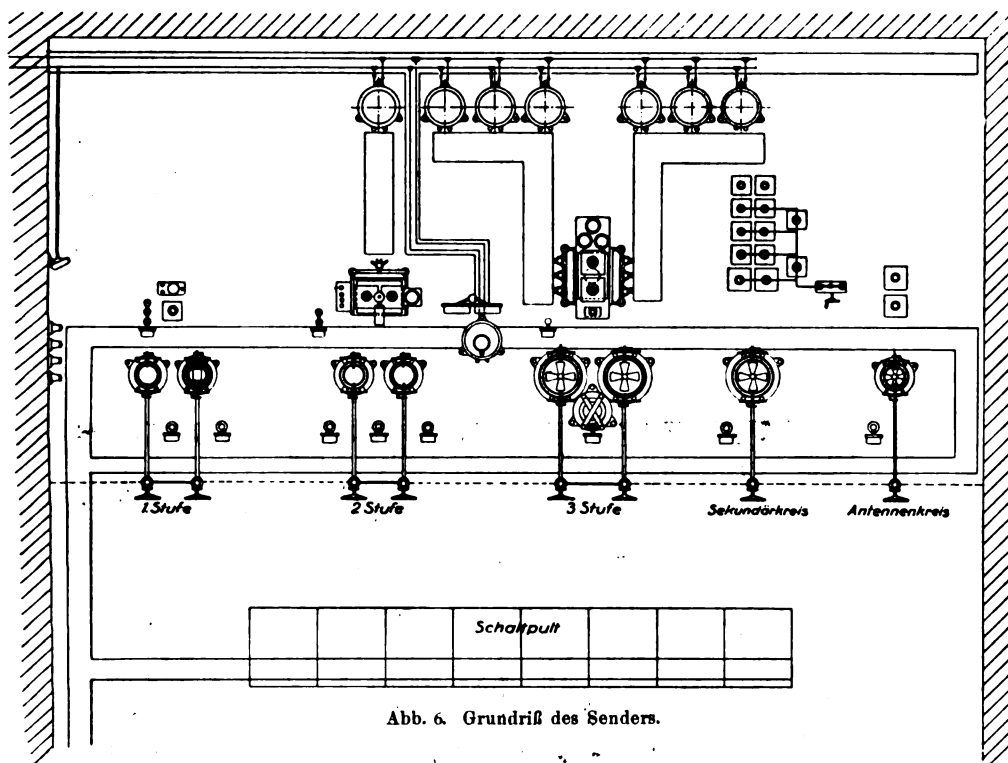 1. Stufe
2 Stufe
3 Stufe
Sekundärkreis
Antennenkreis
Schaltpult
Abb. 6. Grundriß des Senders.